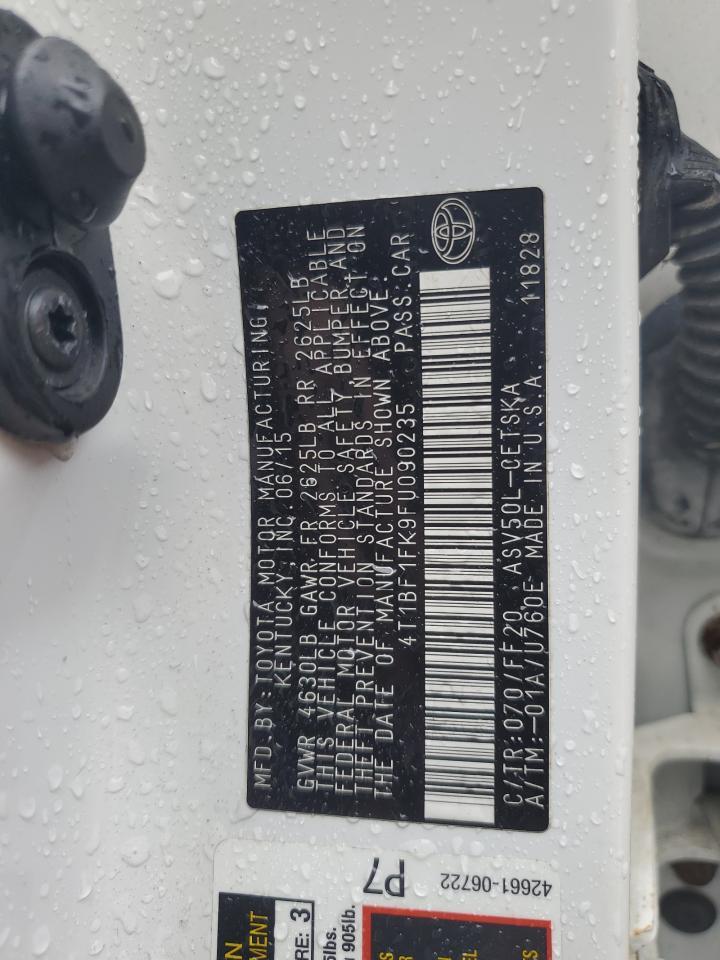 MFD.BY: TOYOTA MOTOR MANUFACTURING,
KENTUCKY, INC. 06/15
GVWR 4630LB GAWR FR 2625LB RR 2625LB
THIS VEHICLE CONFORMS TO ALL APPLICABLE
FEDERAL MOTOR VEHICLE SAFETY BUMPER, AND
THEFT PREVENTION STANDARDS IN EFFECT ON
THE DATE OF MANUFACTURE SHOWN ABOVE.
4T1BF1FK9FU090235 PASS. CAR
C/TR: 070/FF20 ASV50L-CETSKA
A/TM: -01A/U760E MADE IN U.S.A. 11828
P7
42661-06722
3
905lb.